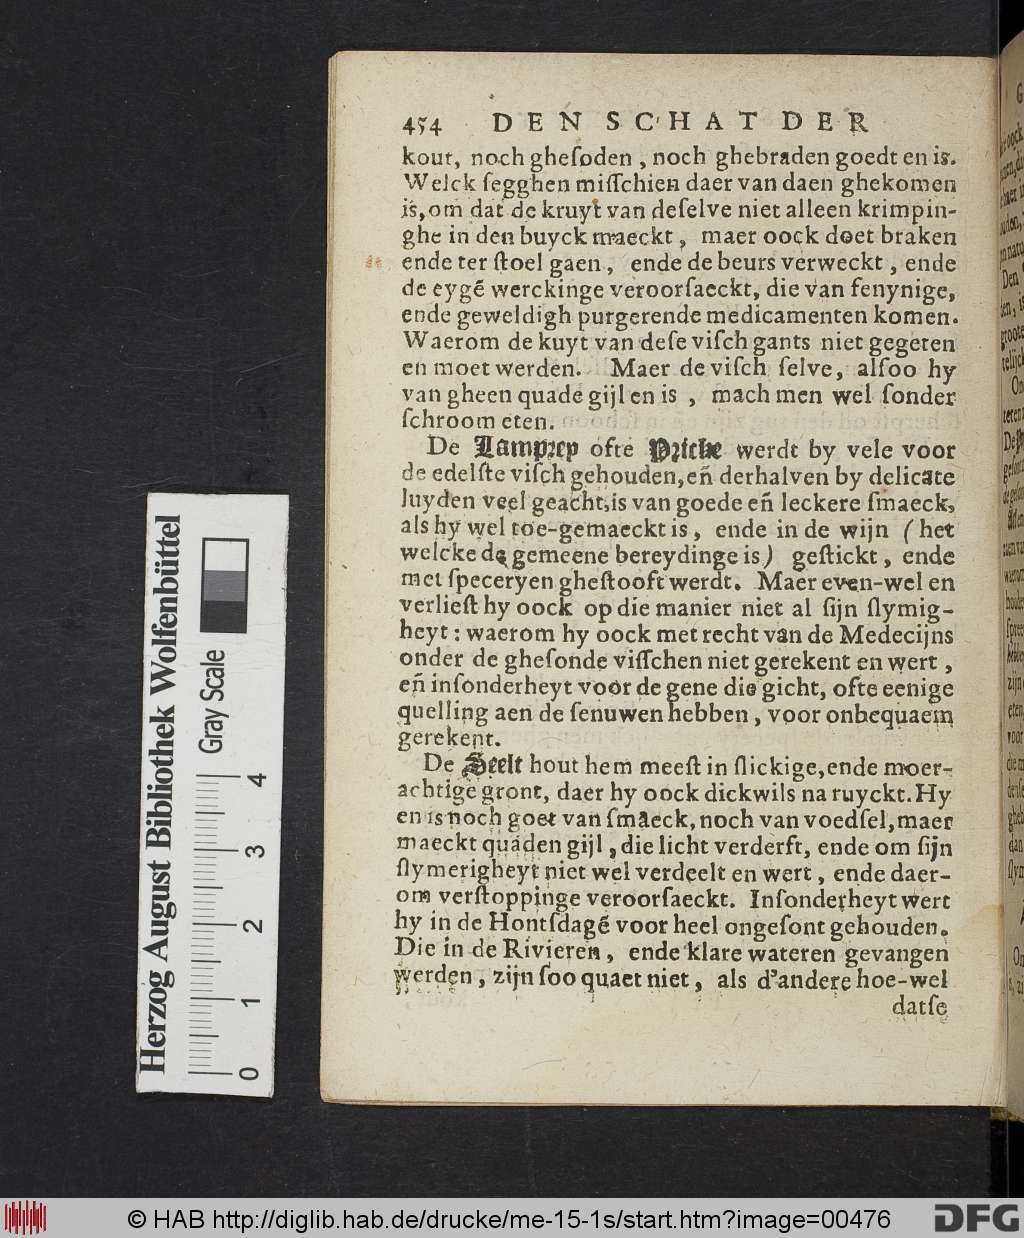 454 DEN SCHAT DER
kout, noch gheſoden, noch ghebraden goedt en is.
Welck ſegghen miſſchien daer van daen ghekomen
is, om dat de kruyt van deſelve niet alleen krimpin-
ghe in den buyck maeckt, maer oock doet braken
ende ter ſtoel gaen, ende de beurs verweckt, ende
de eygē werckinge veroorſaeckt, die van fenynige,
ende geweldigh purgerende medicamenten komen.
Waerom de kuyt van deſe viſch gants niet gegeten
en moet werden. Maer de viſch ſelve, alſoo hy
van gheen quade gijl en is, mach men wel ſonder
ſchroom eten.
De Lamprey ofte Pricke werdt by vele voor
de edelſte viſch gehouden, eñ derhalven by delicate
luyden veel geacht, is van goede eñ leckere ſmaeck,
als hy wel toe-gemaeckt is, ende in de wijn (het
welcke de gemeene bereydinge is) geſtickt, ende
met ſpeceryen gheſtooft werdt. Maer even-wel en
verlieſt hy oock op die manier niet al ſijn ſlymig-
heyt: waerom hy oock met recht van de Medecijns
onder de gheſonde viſſchen niet gerekent en wert,
eñ inſonderheyt voor de gene die gicht, ofte eenige
quelling aen de ſenuwen hebben, voor onbequaem
gerekent.
De Seelt hout hem meeſt in ſlickige, ende moer-
achtige gront, daer hy oock dickwils na ruyckt. Hy
en is noch goet van ſmaeck, noch van voedſel, maer
maeckt quaden gijl, die licht verderft, ende om ſijn
ſlymerigheyt niet wel verdeelt en wert, ende daer-
om verſtoppinge veroorſaeckt. Inſonderheyt wert
hy in de Hontſdagē voor heel ongeſont gehouden.
Die in de Rivieren, ende klare wateren gevangen
werden, zijn ſoo quaet niet, als d'andere hoe-wel
datſe
Herzog August Bibliothek Wolfenbüttel
Gray Scale
0 1 2 3 4
© HAB http://diglib.hab.de/drucke/me-15-1s/start.htm?image=00476
DFG